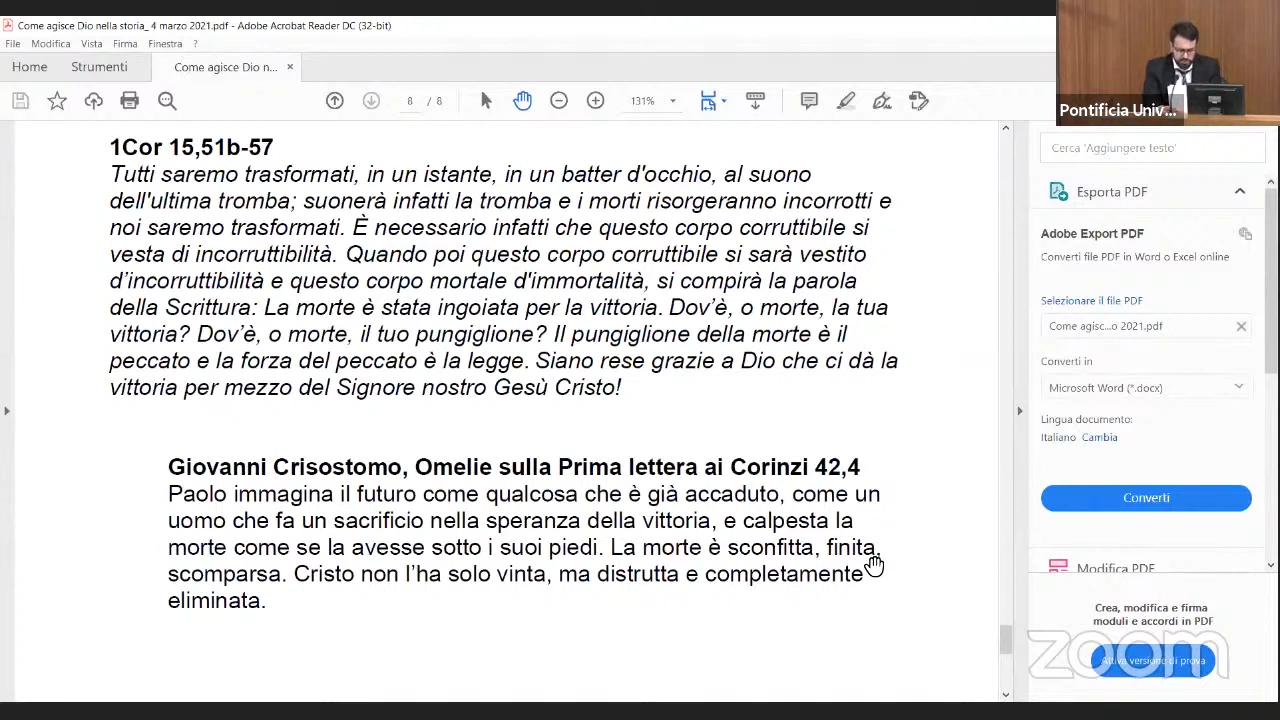 Come agisce Dio nella storia_ 4 marzo 2021.pdf - Adobe Acrobat Reader DC (32-bit)
File Modifica Vista Firma Finestra ?
Home Strumenti Come agisce Dio n... ×
8 / 8 131%
Pontificia Univ...
1Cor 15,51b-57
Tutti saremo trasformati, in un istante, in un batter d'occhio, al suono
dell'ultima tromba; suonerà infatti la tromba e i morti risorgeranno incorrotti e
noi saremo trasformati. È necessario infatti che questo corpo corruttibile si
vesta di incorruttibilità. Quando poi questo corpo corruttibile si sarà vestito
d’incorruttibilità e questo corpo mortale d'immortalità, si compirà la parola
della Scrittura: La morte è stata ingoiata per la vittoria. Dov’è, o morte, la tua
vittoria? Dov’è, o morte, il tuo pungiglione? Il pungiglione della morte è il
peccato e la forza del peccato è la legge. Siano rese grazie a Dio che ci dà la
vittoria per mezzo del Signore nostro Gesù Cristo!
Giovanni Crisostomo, Omelie sulla Prima lettera ai Corinzi 42,4
Paolo immagina il futuro come qualcosa che è già accaduto, come un
uomo che fa un sacrificio nella speranza della vittoria, e calpesta la
morte come se la avesse sotto i suoi piedi. La morte è sconfitta, finita,
scomparsa. Cristo non l’ha solo vinta, ma distrutta e completamente
eliminata.
Cerca 'Aggiungere testo'
Esporta PDF
Adobe Export PDF
Converti file PDF in Word o Excel online
Selezionare il file PDF
Come agisc...o 2021.pdf
Converti in
Microsoft Word (*.docx)
Lingua documento:
Italiano Cambia
Converti
Modifica PDF
Crea, modifica e firma
moduli e accordi in PDF
Attiva versione di prova
zoom